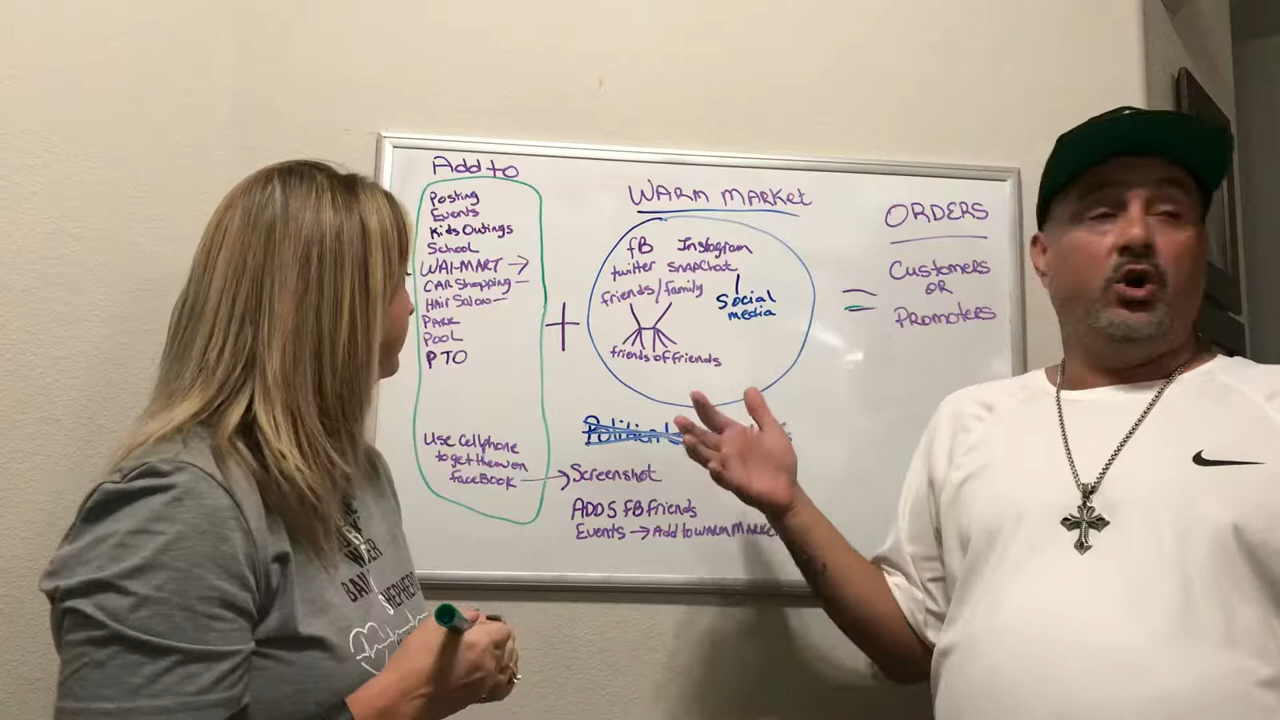 Add to
Posting
Events
Kids Outings
School
WAl-MART →
CAR Shopping —
HAIR Salon —
PARK
POOL
PTO
Use Cellphone
to get them on
FaceBook →
+
WARM MARKET
fB Instagram
twitter SNAPChat
friends/family
Social
media
friends of friends
Screenshot
ADD 5 FB Friends
Events → Add to WARM MARKET
=
ORDERS
Customers
OR
Promoters